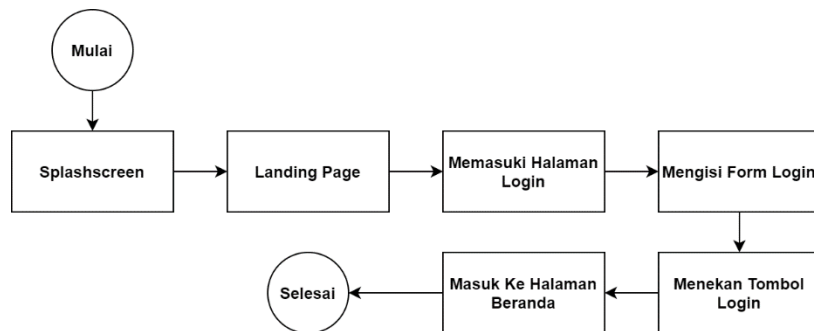 Mulai
Splashscreen
Landing Page
Memasuki Halaman
Login
Mengisi Form Login
Menekan Tombol
Login
Masuk Ke Halaman
Beranda
Selesai